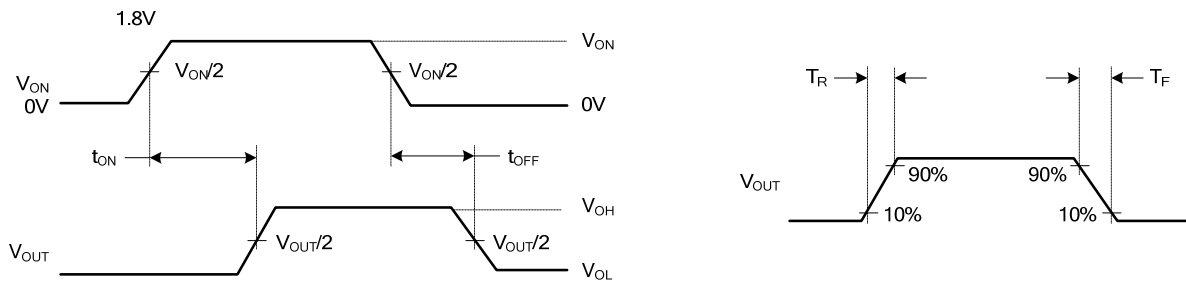 1.8V
VON
VON/2
VON/2
VON
0V
0V
tON
tOFF
VOH
VOUT/2
VOUT/2
VOUT
VOL
TR
TF
90%
90%
VOUT
10%
10%